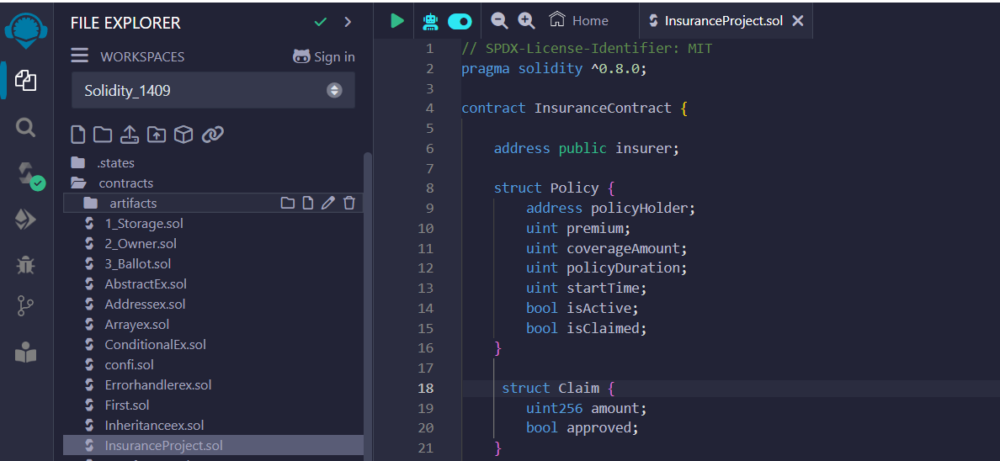 FILE EXPLORER
WORKSPACES
Sign in
Solidity_1409
.states
contracts
artifacts
1_Storage.sol
2_Owner.sol
3_Ballot.sol
AbstractEx.sol
Addressex.sol
Arrayex.sol
ConditionalEx.sol
confi.sol
Errorhandlerex.sol
First.sol
Inheritanceex.sol
InsuranceProject.sol
Home
InsuranceProject.sol
1 // SPDX-License-Identifier: MIT
2 pragma solidity ^0.8.0;
3
4 contract InsuranceContract {
5
6 address public insurer;
7
8 struct Policy {
9 address policyHolder;
10 uint premium;
11 uint coverageAmount;
12 uint policyDuration;
13 uint startTime;
14 bool isActive;
15 bool isClaimed;
16 }
17
18 struct Claim {
19 uint256 amount;
20 bool approved;
21 }